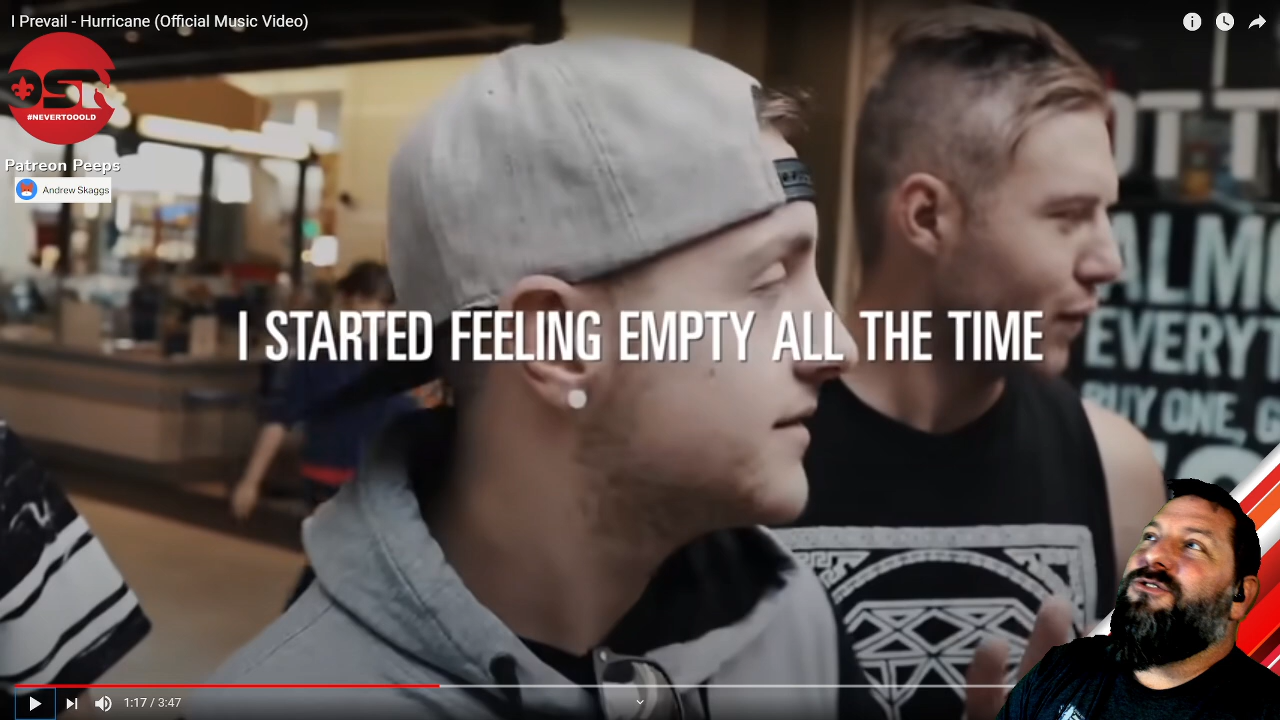 I Prevail - Hurricane (Official Music Video)
OSR
#NEVERTOOOLD
Patreon Peeps
Andrew Skaggs
I STARTED FEELING EMPTY ALL THE TIME
ALMO
EVERYT
BUY ONE, G
1:17 / 3:47